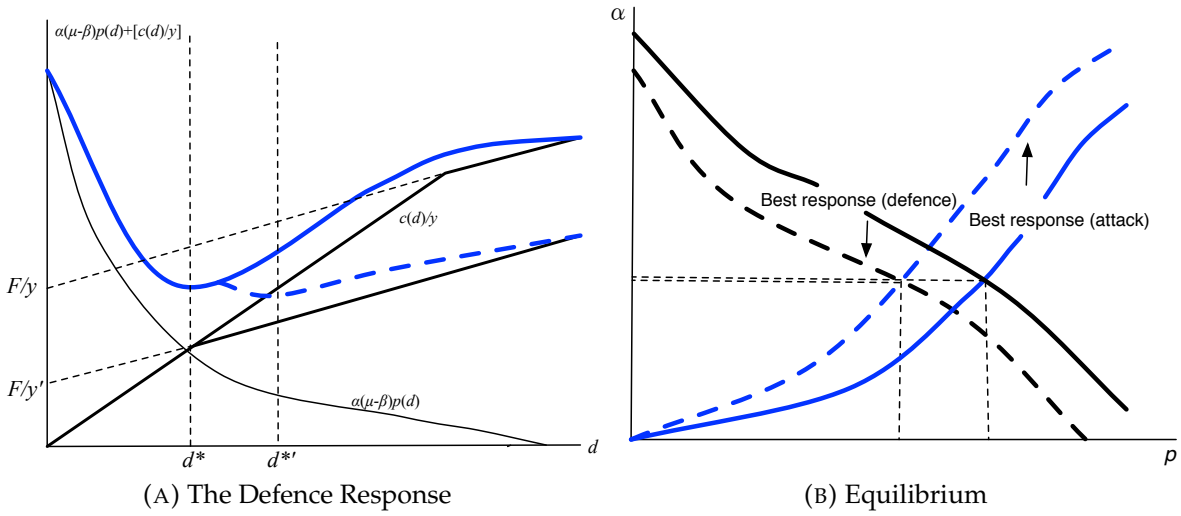 α(μ-β)p(d)+[c(d)/y]
c(d)/y
F/y
F/y'
α(μ-β)p(d)
d* d*' d
(A) The Defence Response
α
Best response (defence)
Best response (attack)
p
(B) Equilibrium